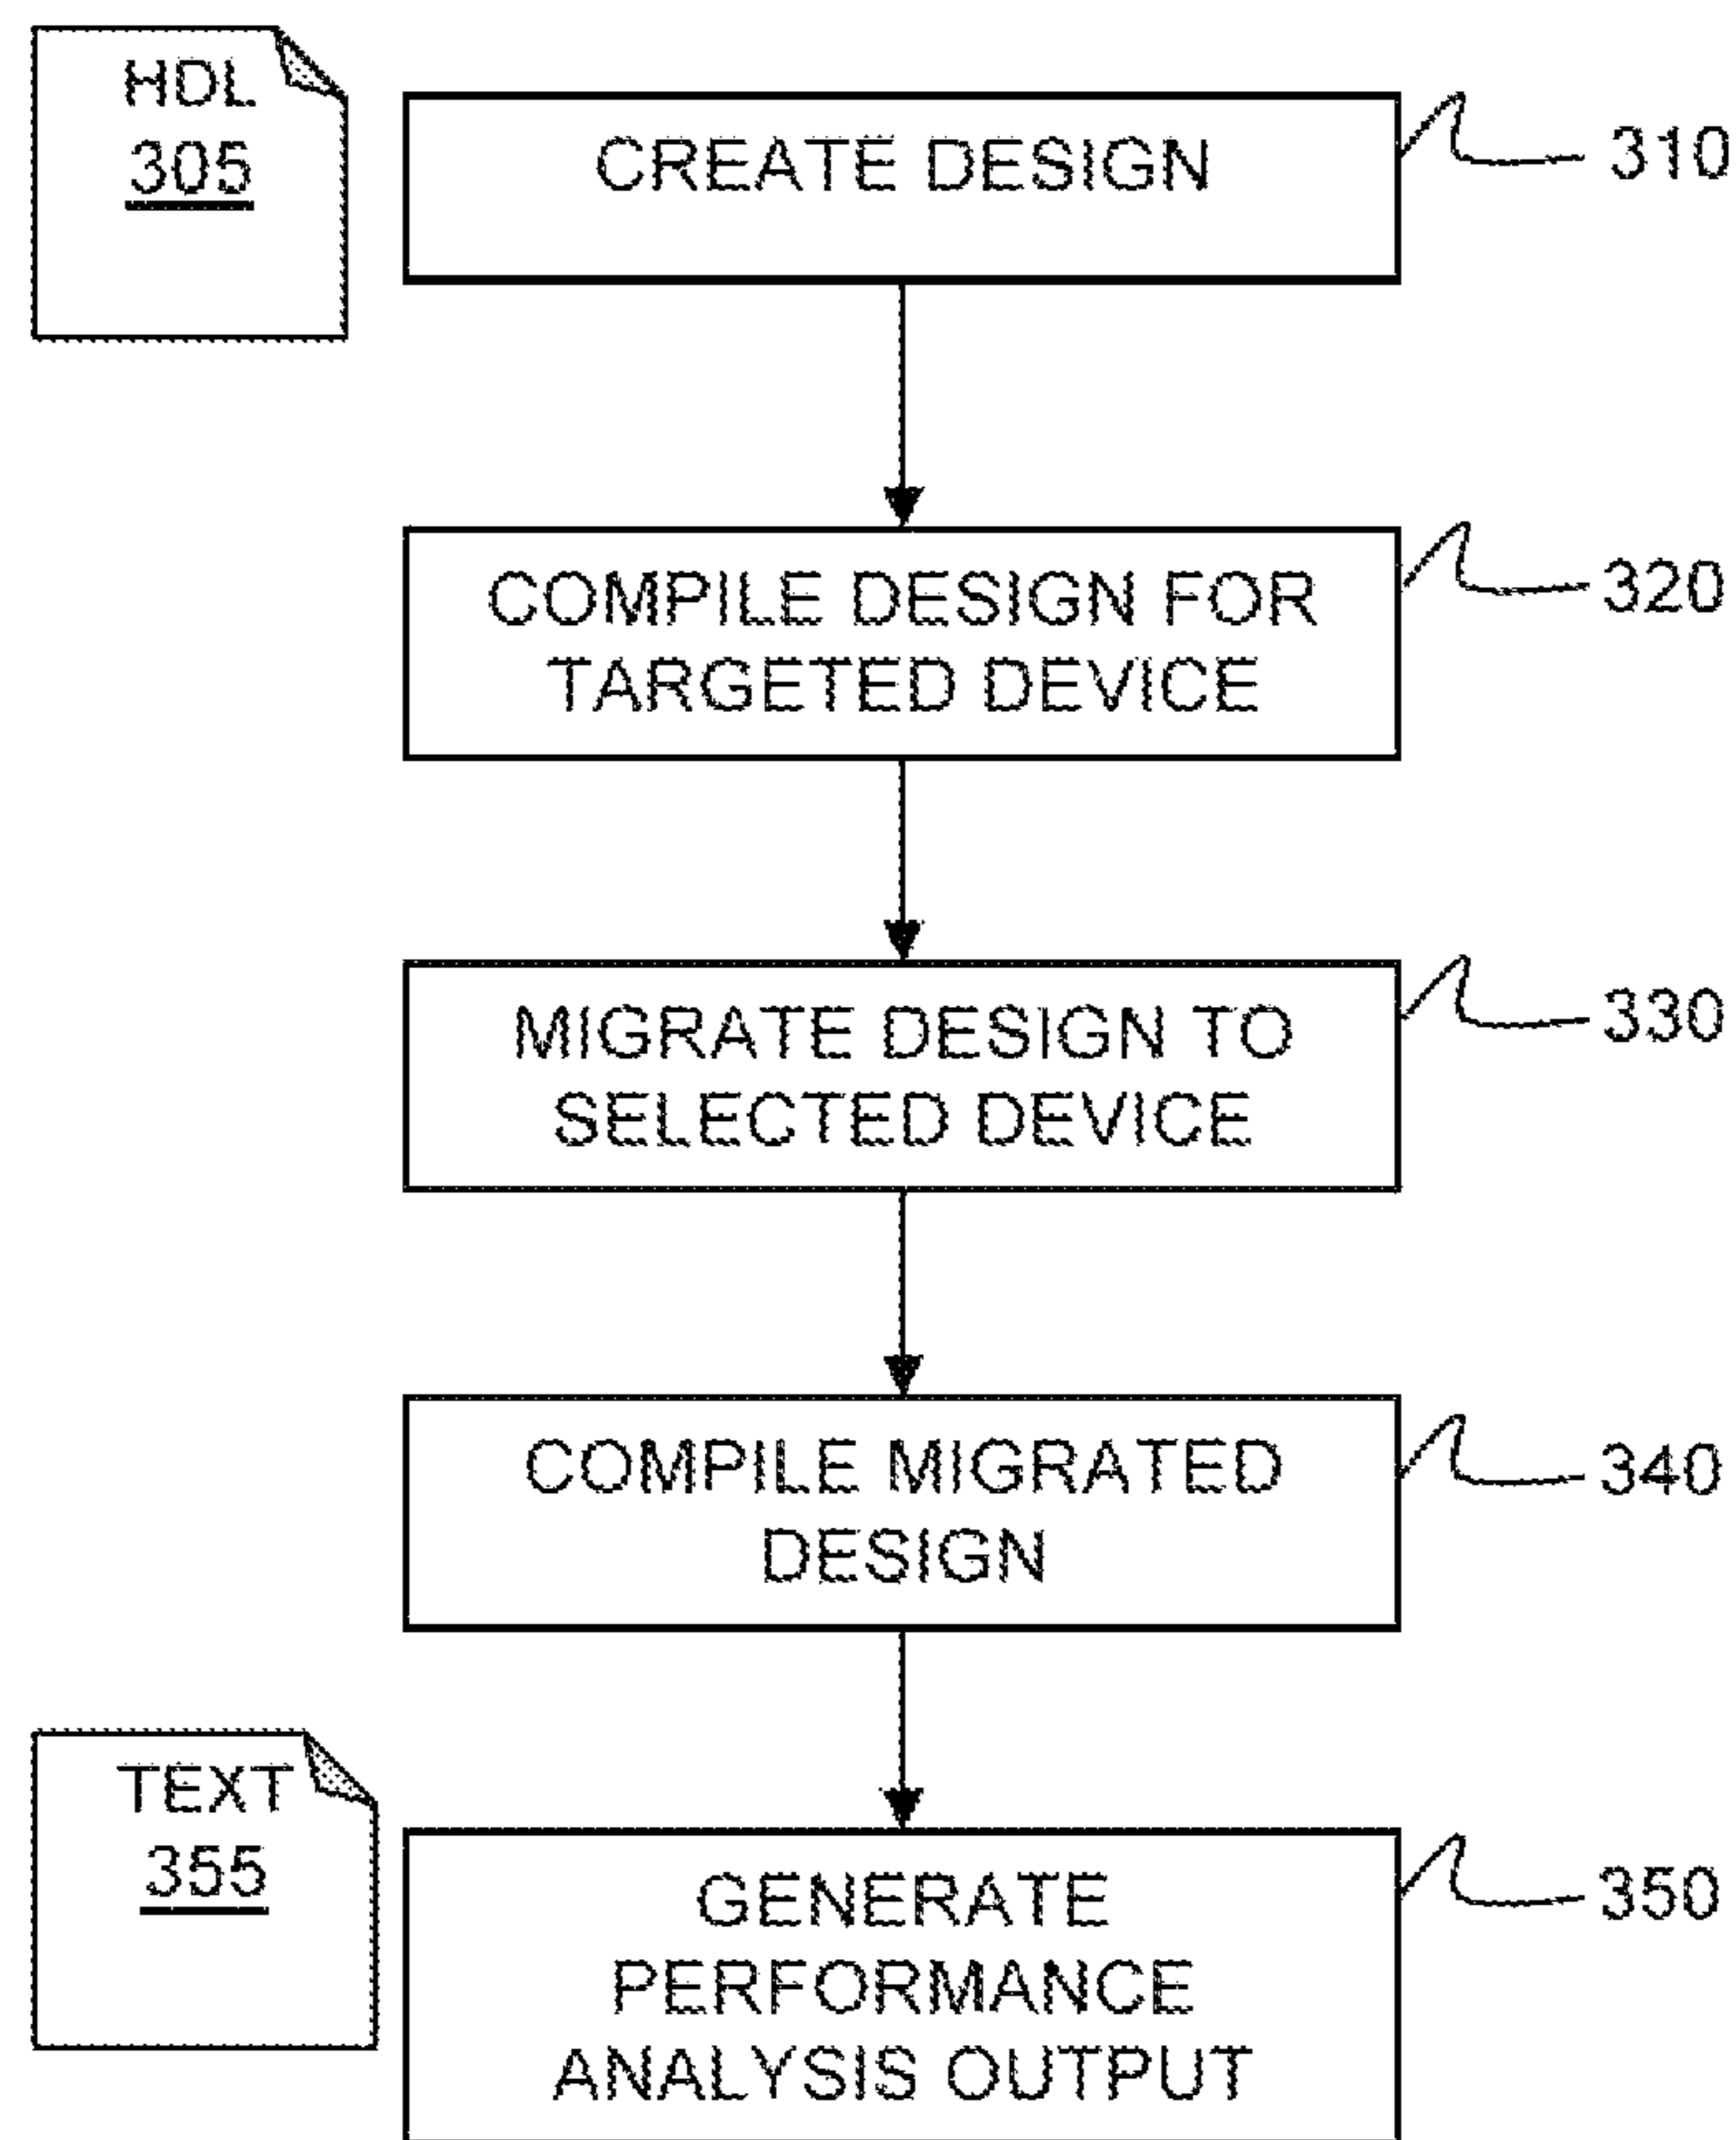 HDL
305
CREATE DESIGN
310
COMPILE DESIGN FOR
TARGETED DEVICE
320
MIGRATE DESIGN TO
SELECTED DEVICE
330
COMPILE MIGRATED
DESIGN
340
TEXT
355
GENERATE
PERFORMANCE
ANALYSIS OUTPUT
350